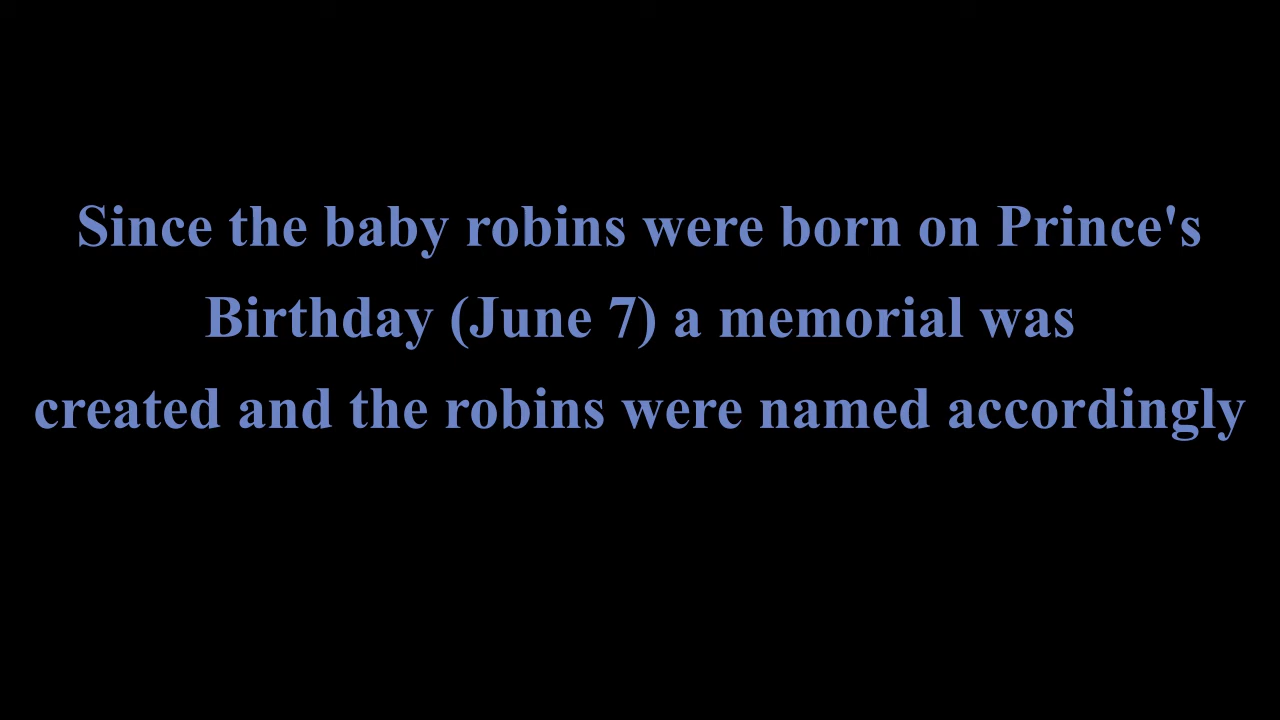 Since the baby robins were born on Prince's
Birthday (June 7) a memorial was
created and the robins were named accordingly